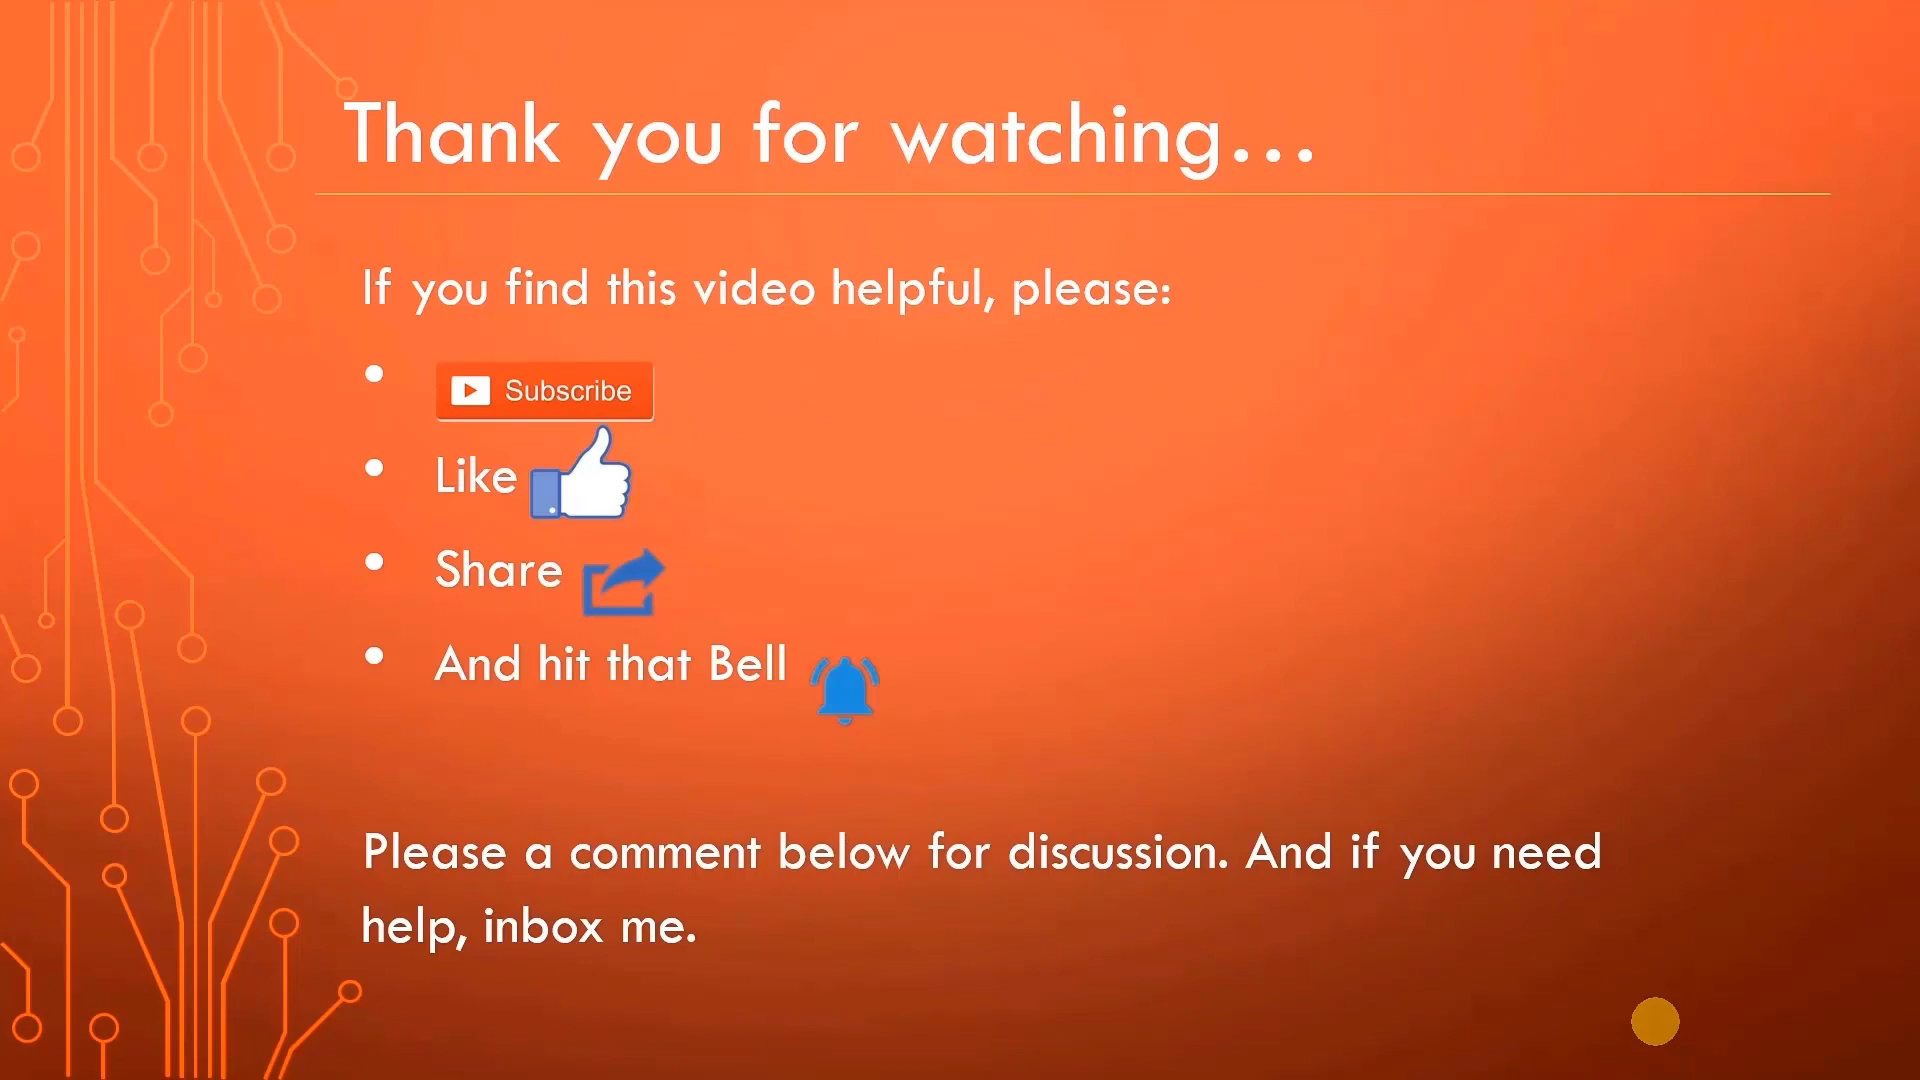 Thank you for watching...
If you find this video helpful, please:
• Subscribe
• Like
• Share
• And hit that Bell
Please a comment below for discussion. And if you need
help, inbox me.